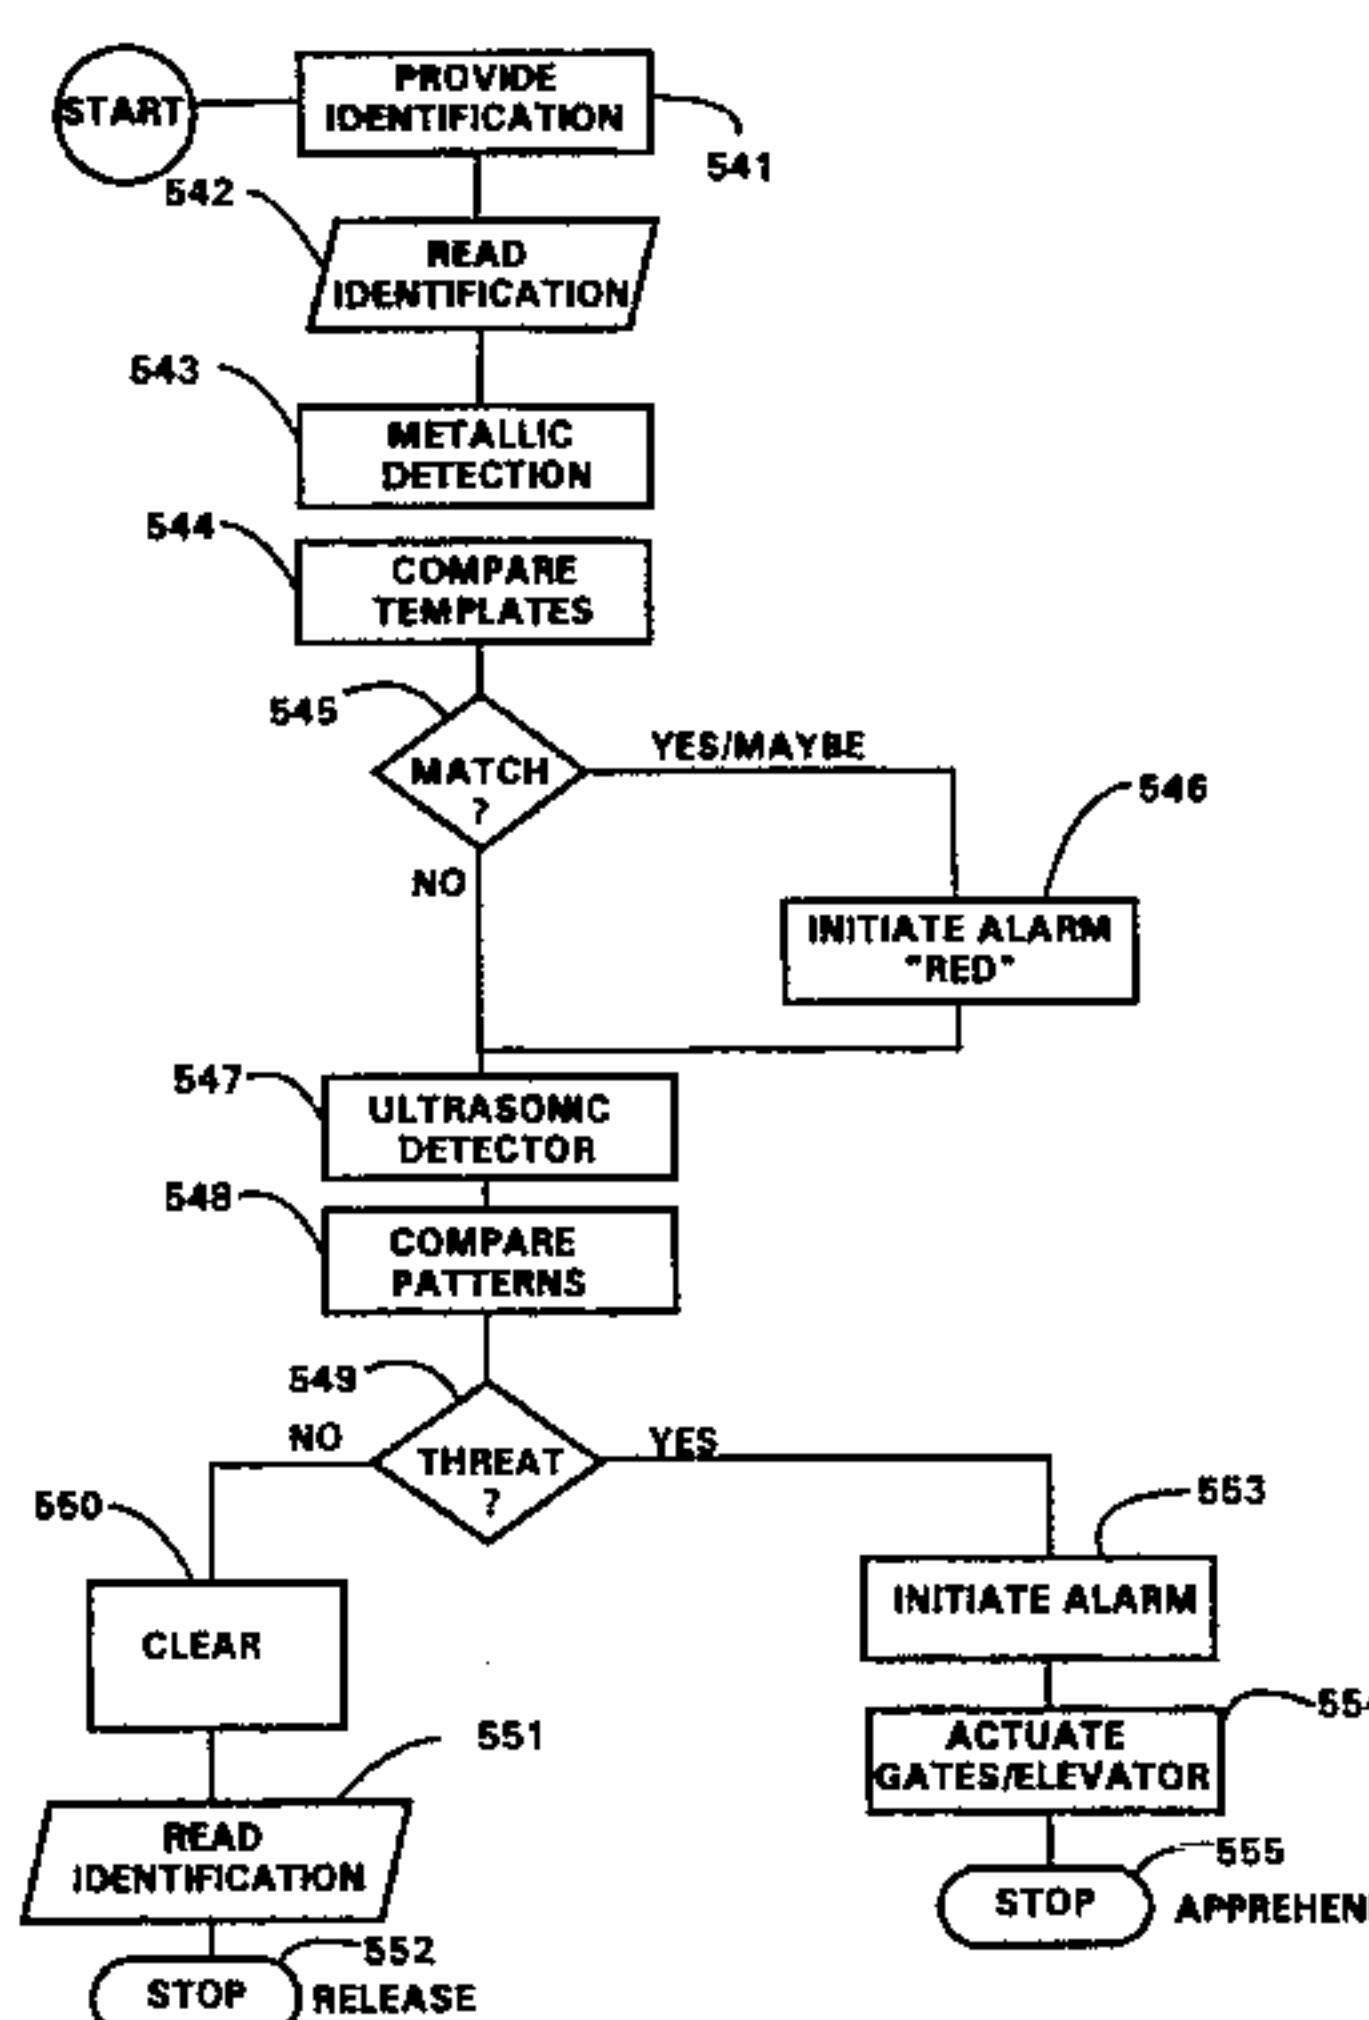 START
PROVIDE
IDENTIFICATION
541
542
READ
IDENTIFICATION
543
METALLIC
DETECTION
544
COMPARE
TEMPLATES
545
MATCH
?
YES/MAYBE
546
NO
INITIATE ALARM
"RED"
547
ULTRASONIC
DETECTOR
548
COMPARE
PATTERNS
549
NO
THREAT
?
YES
550
553
CLEAR
INITIATE ALARM
551
ACTUATE
GATES/ELEVATOR
READ
IDENTIFICATION
555
STOP
552
STOP
RELEASE